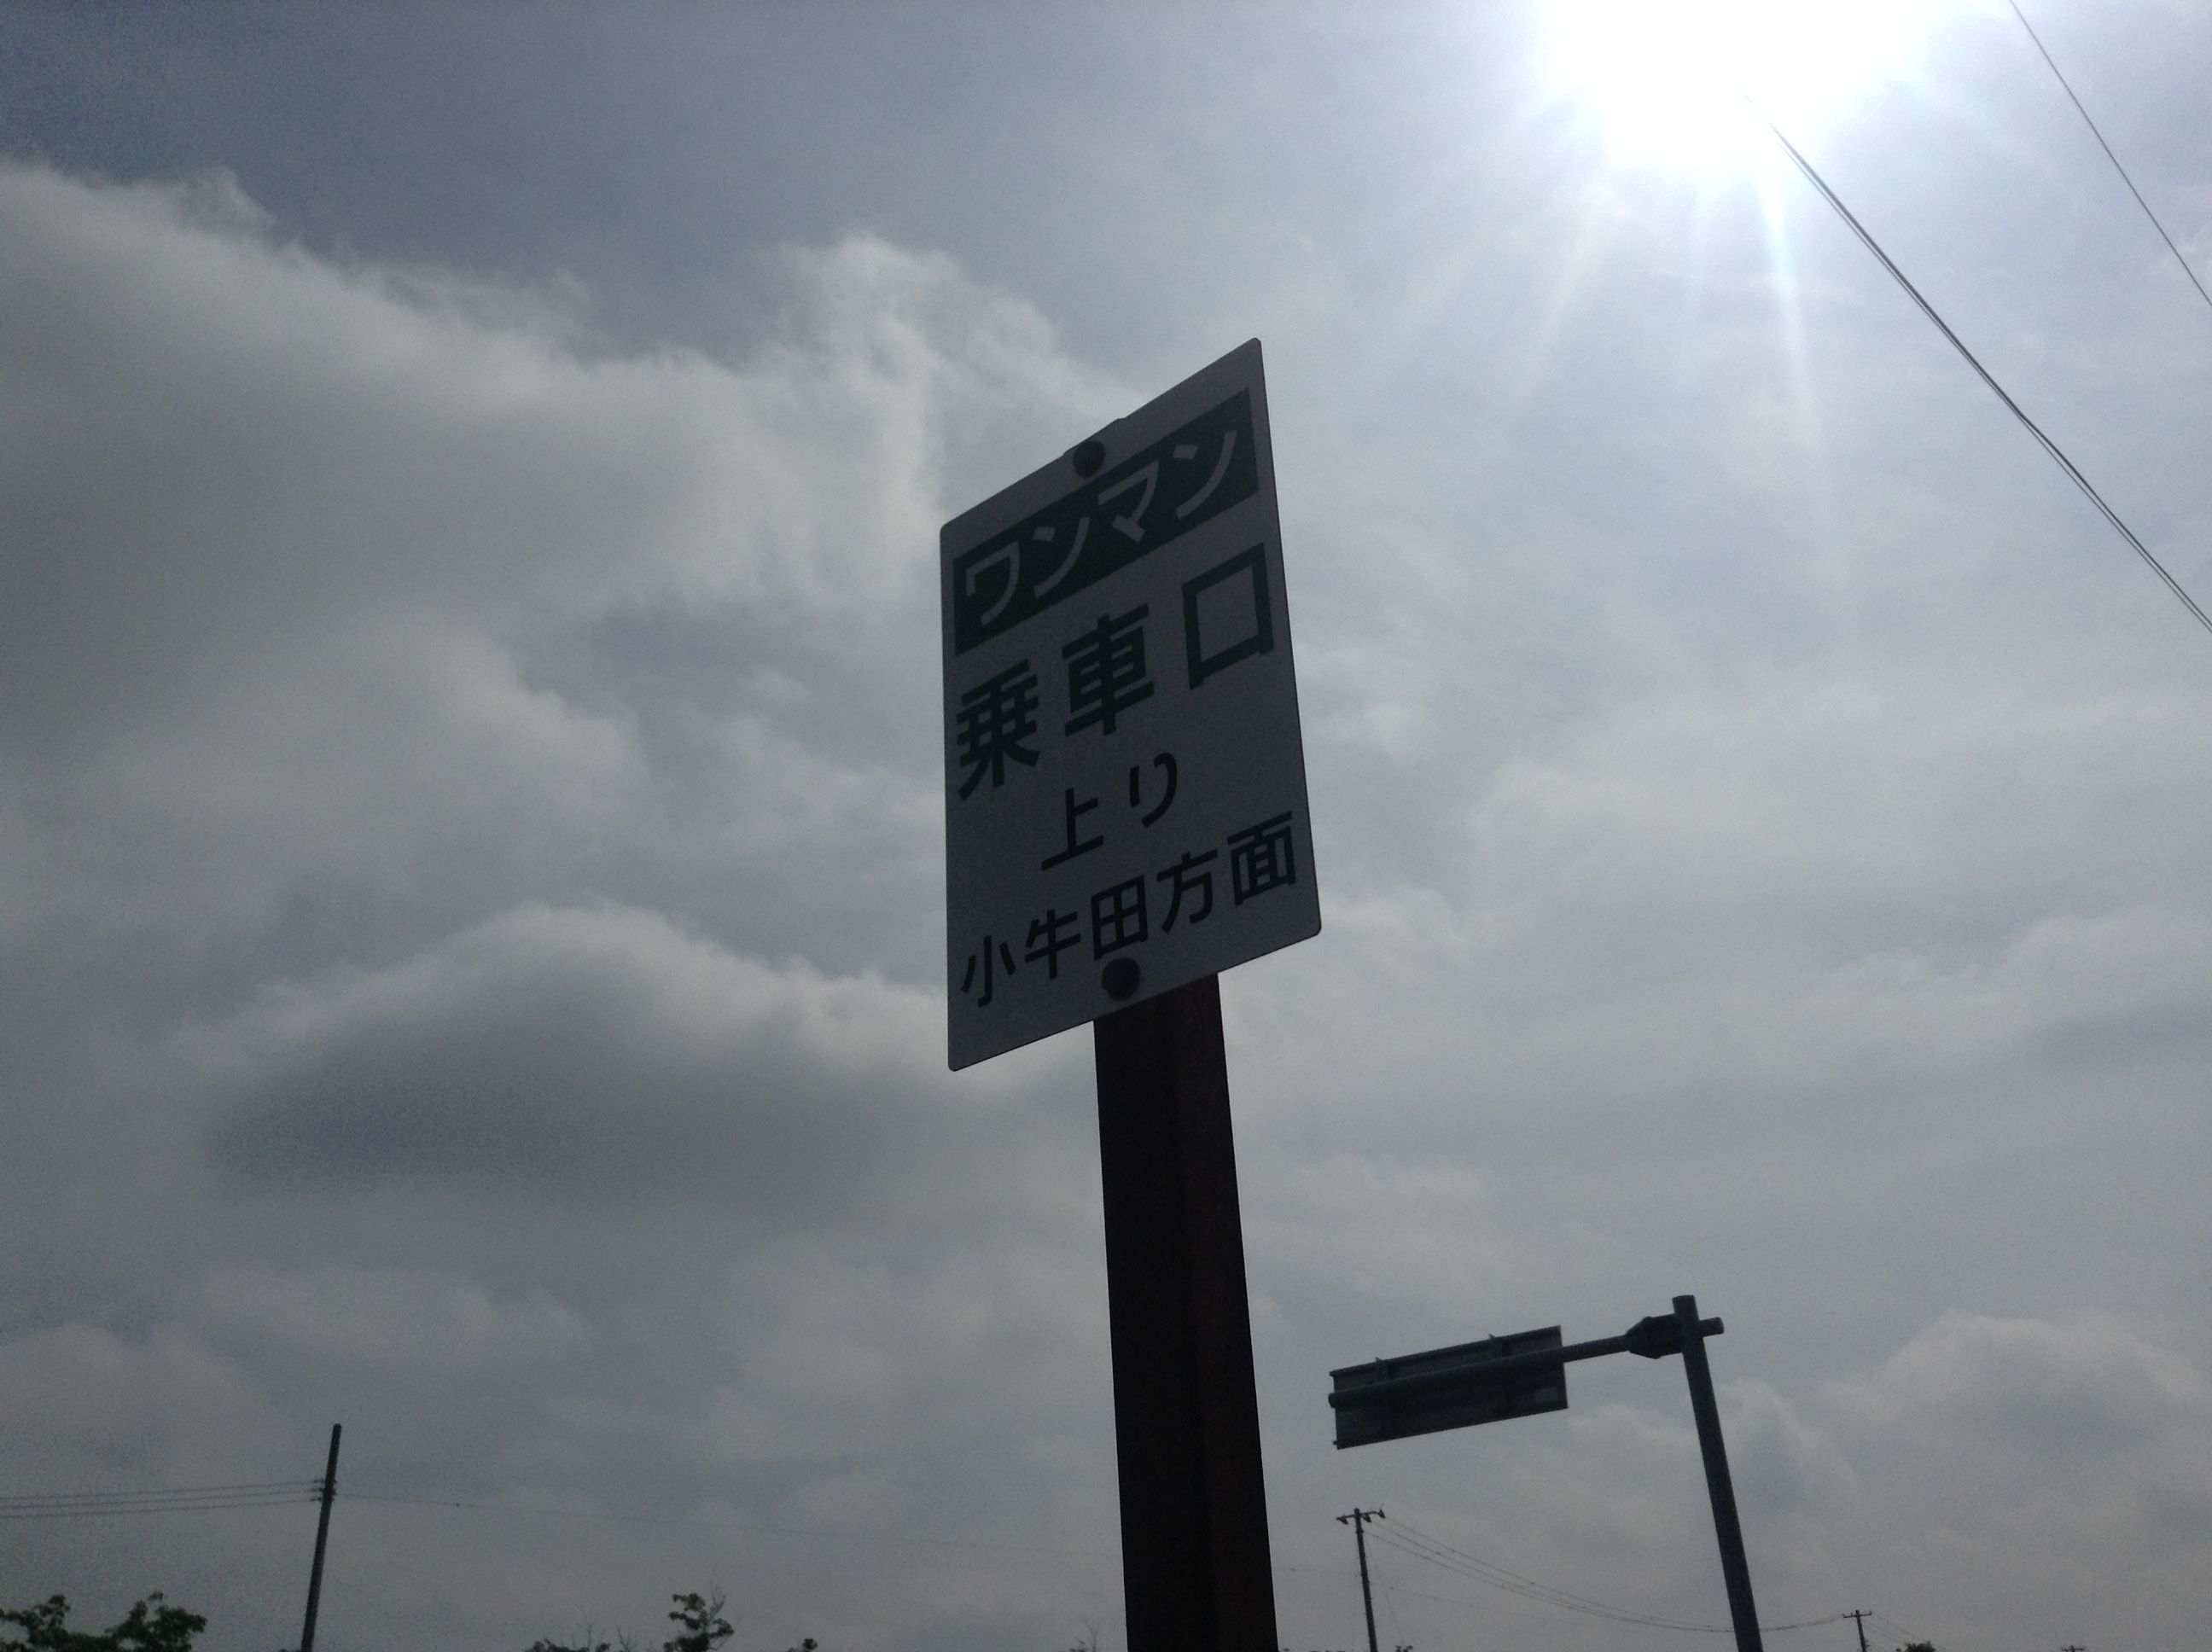 ワンマン
乗車口
上り
小牛田方面